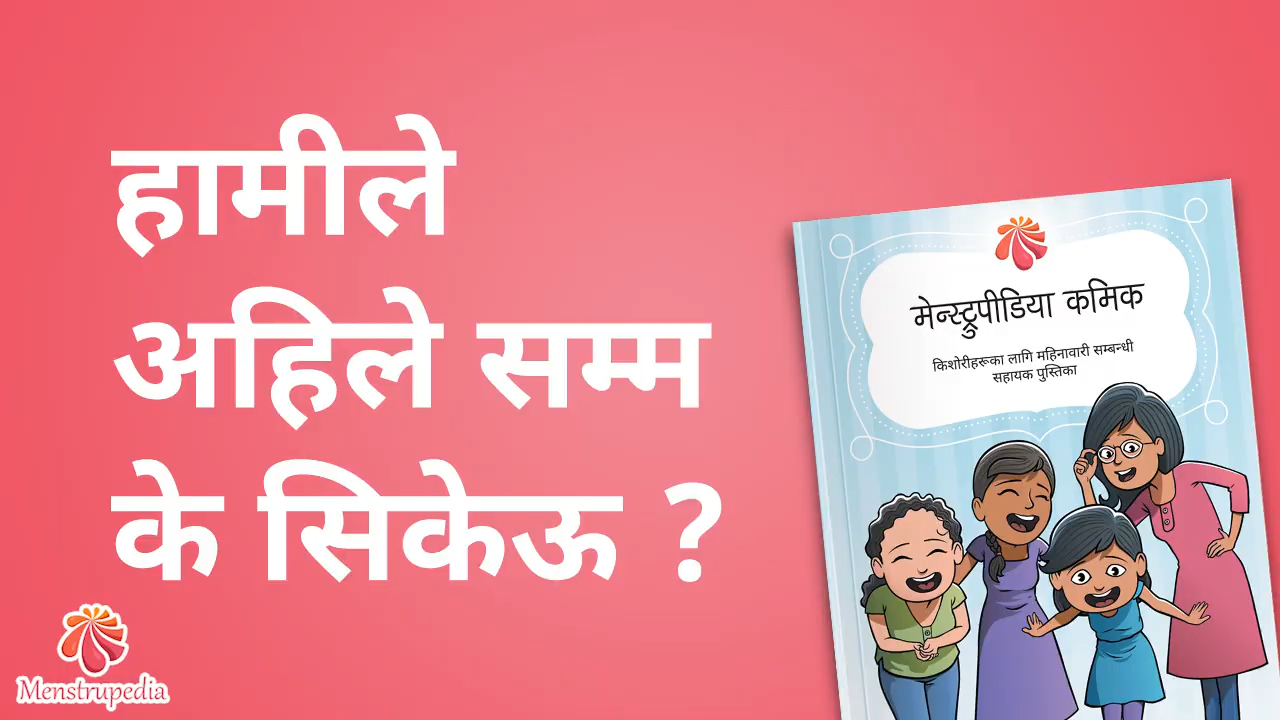 हामीले
अहिले सम्म
के सिकेऊ ?
मेन्स्ट्रुपीडिया कमिक
किशोरीहरूका लागि महिनावारी सम्बन्धी
सहायक पुस्तिका
Menstrupedia